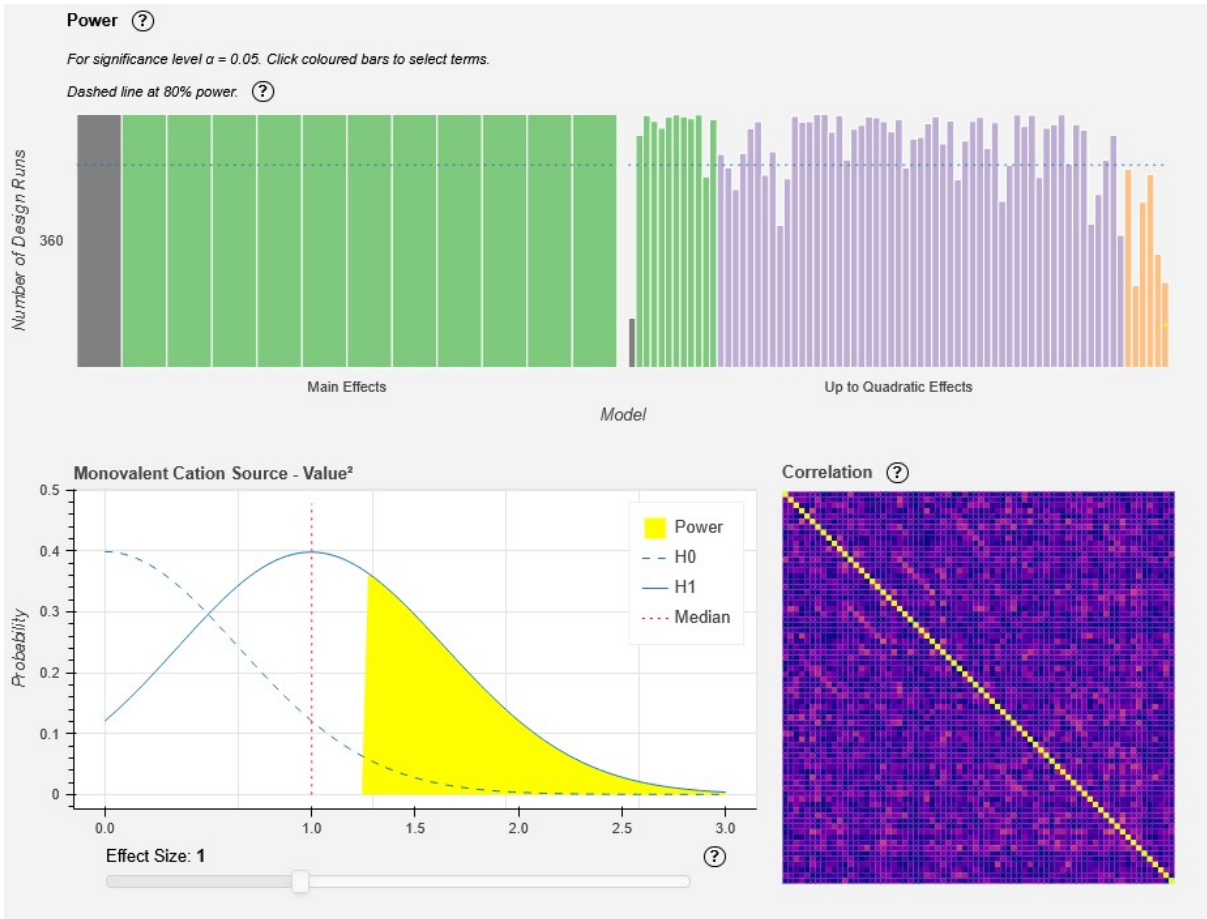 Power ?
For significance level α = 0.05. Click coloured bars to select terms.
Dashed line at 80% power. ?
Number of Design Runs
360
Main Effects
Up to Quadratic Effects
Model
Monovalent Cation Source - Value²
Probability
0.5
0.4
0.3
0.2
0.1
0
0.0 1.0 1.5 2.0 2.5 3.0
Power
H0
H1
Median
Effect Size: 1 ?
Correlation ?